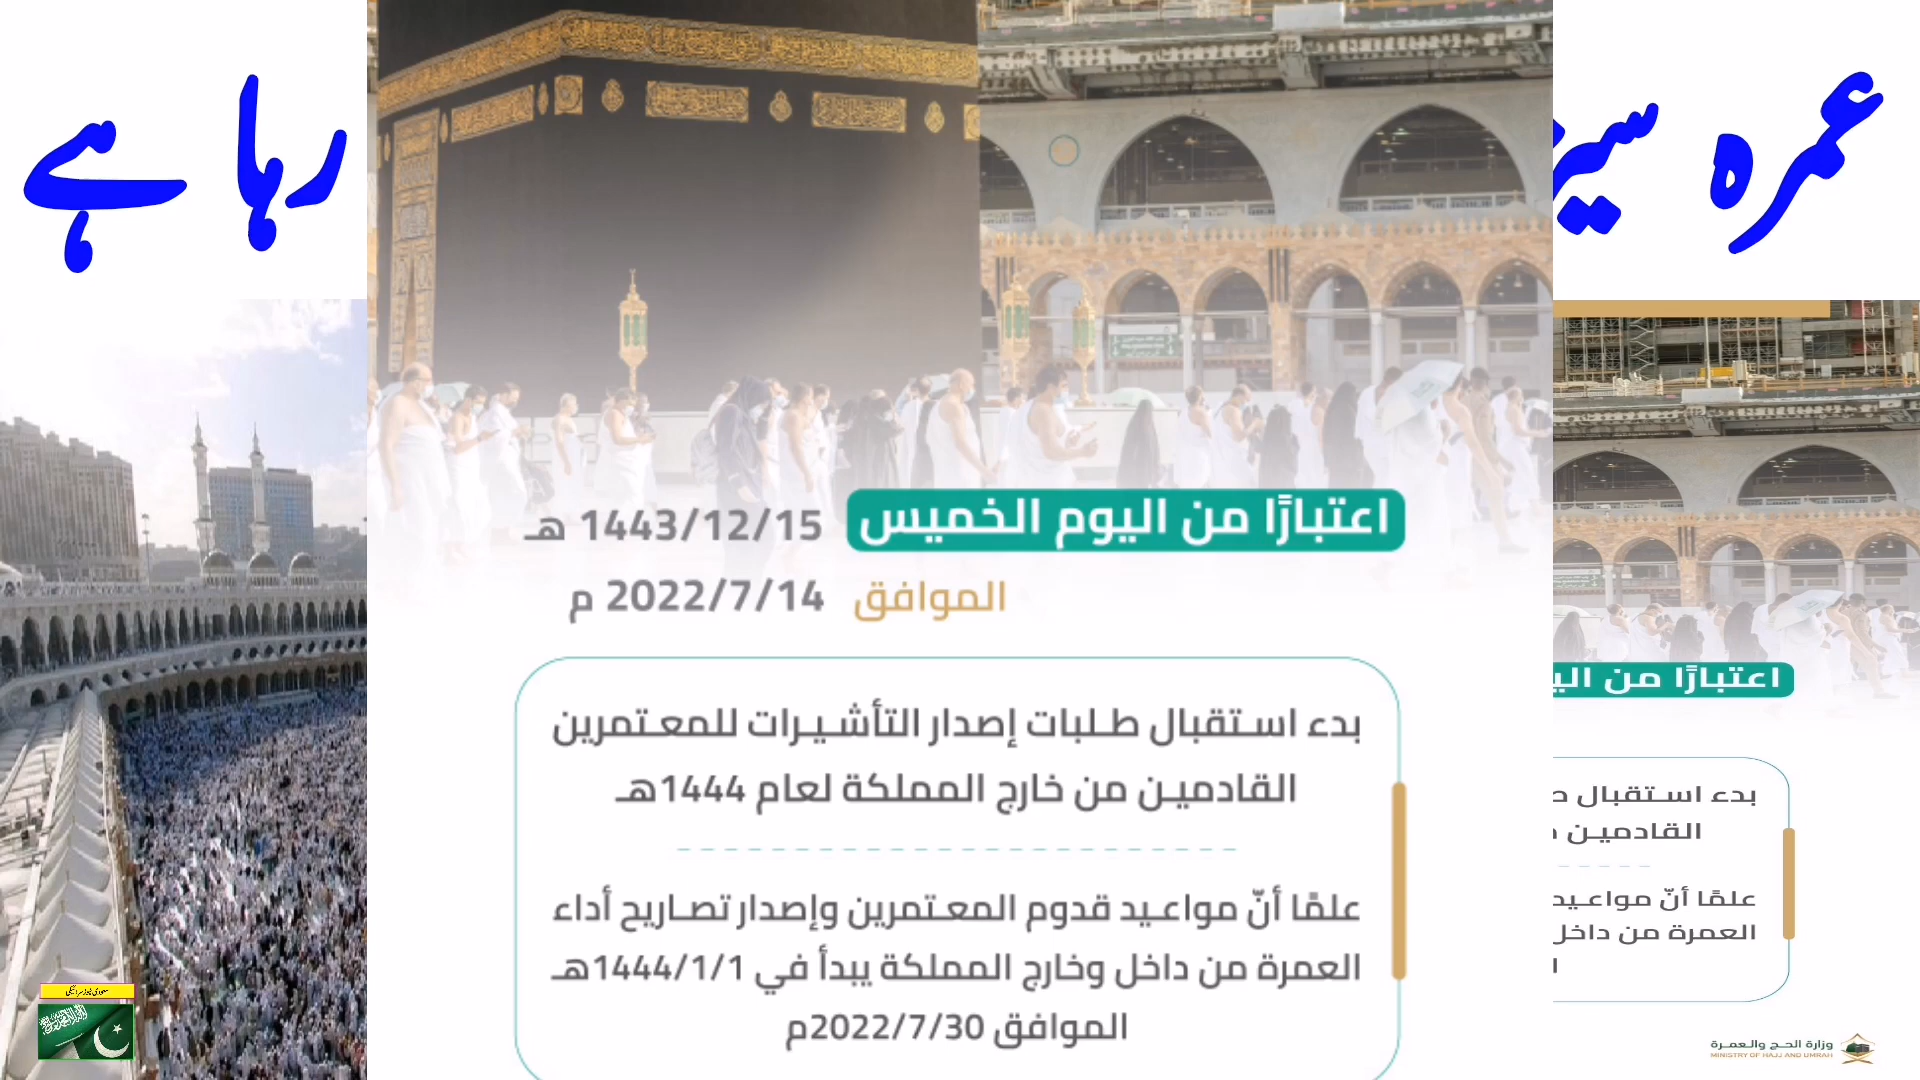 عمرہ
رہا ہے
اعتبارًا من اليوم الخميس 1443/12/15 هـ
الموافق 2022/7/14 م
بدء استقبال طلبات إصدار التأشيرات للمعتمرين
القادمين من خارج المملكة لعام 1444هـ
علمًا أنّ مواعيد قدوم المعتمرين وإصدار تصاريح أداء
العمرة من داخل وخارج المملكة يبدأ في 1444/1/1هـ
الموافق 2022/7/30م
اعتبارًا من
بدء استقبال
القادمين
علمًا أنّ مواعيد
العمرة من داخل
وزارة الحج والعمرة
MINISTRY OF HAJJ AND UMRAH
سعودی نیوز سرائیکی